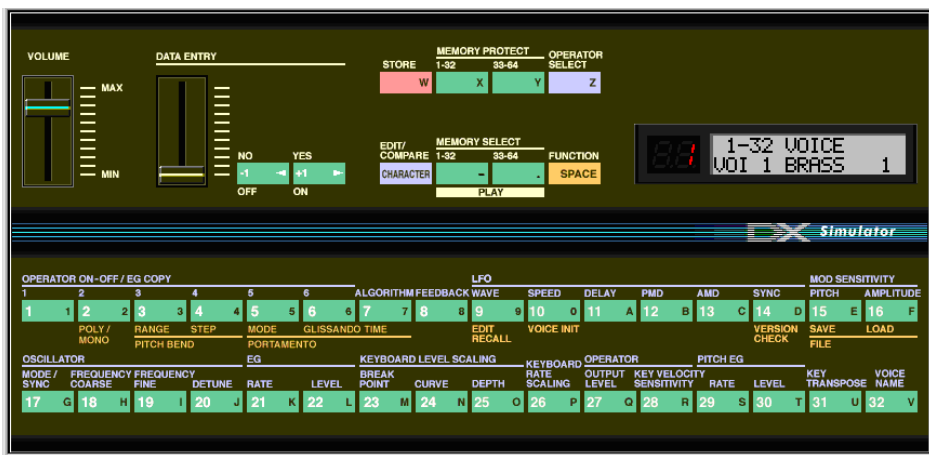 VOLUME
DATA ENTRY
MAX
MIN
NO YES
-1 +1
OFF ON
MEMORY PROTECT
STORE 1-32 33-64 OPERATOR SELECT
W X Y Z
EDIT/ COMPARE
MEMORY SELECT
1-32 33-64 FUNCTION
CHARACTER - . SPACE
PLAY
881
1-32 VOICE
VOI 1 BRASS 1
DX Simulator
OPERATOR ON-OFF / EG COPY
LFO
MOD SENSITIVITY
1 2 3 4 5 6 ALGORITHM FEEDBACK WAVE SPEED DELAY PMD AMD SYNC PITCH AMPLITUDE
1 1 2 2 3 3 4 4 5 5 6 6 7 7 8 8 9 9 10 0 11 A 12 B 13 C 14 D 15 E 16 F
POLY / MONO RANGE STEP MODE GLISSANDO TIME EDIT RECALL VOICE INIT VERSION CHECK SAVE LOAD
PITCH BEND PORTAMENTO FILE
OSCILLATOR EG KEYBOARD LEVEL SCALING OPERATOR PITCH EG
MODE / SYNC FREQUENCY COARSE FREQUENCY FINE DETUNE RATE LEVEL BREAK POINT CURVE DEPTH KEYBOARD RATE SCALING OUTPUT LEVEL KEY VELOCITY SENSITIVITY RATE LEVEL KEY TRANSPOSE VOICE NAME
17 G 18 H 19 I 20 J 21 K 22 L 23 M 24 N 25 O 26 P 27 Q 28 R 29 S 30 T 31 U 32 V